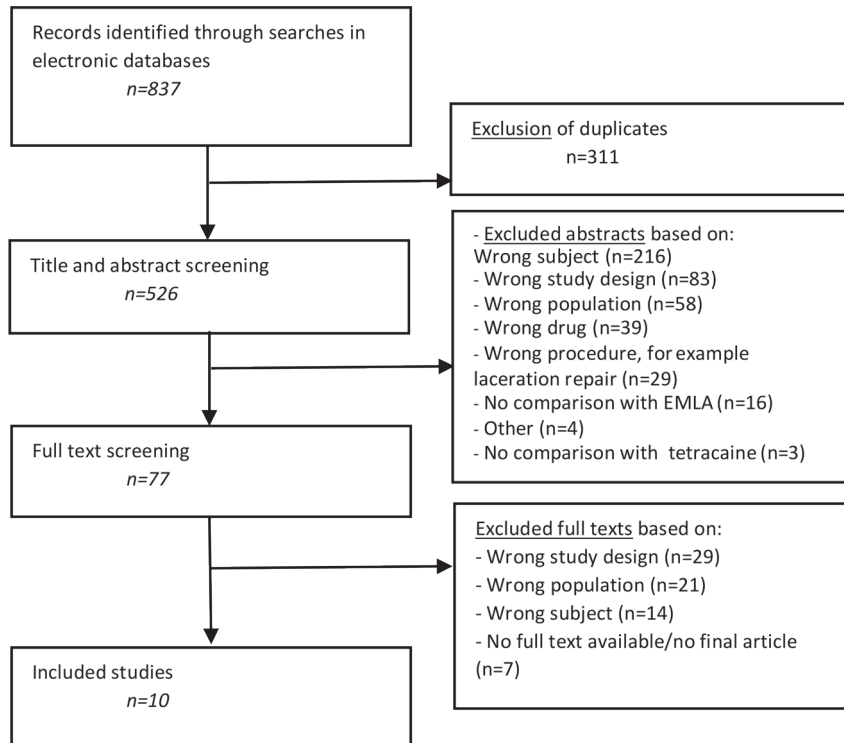 Records identified through searches in
electronic databases
n=837
Exclusion of duplicates
n=311
Title and abstract screening
n=526
- Excluded abstracts based on:
Wrong subject (n=216)
- Wrong study design (n=83)
- Wrong population (n=58)
- Wrong drug (n=39)
- Wrong procedure, for example
laceration repair (n=29)
- No comparison with EMLA (n=16)
- Other (n=4)
- No comparison with tetracaine (n=3)
Full text screening
n=77
Excluded full texts based on:
- Wrong study design (n=29)
- Wrong population (n=21)
- Wrong subject (n=14)
- No full text available/no final article
(n=7)
Included studies
n=10